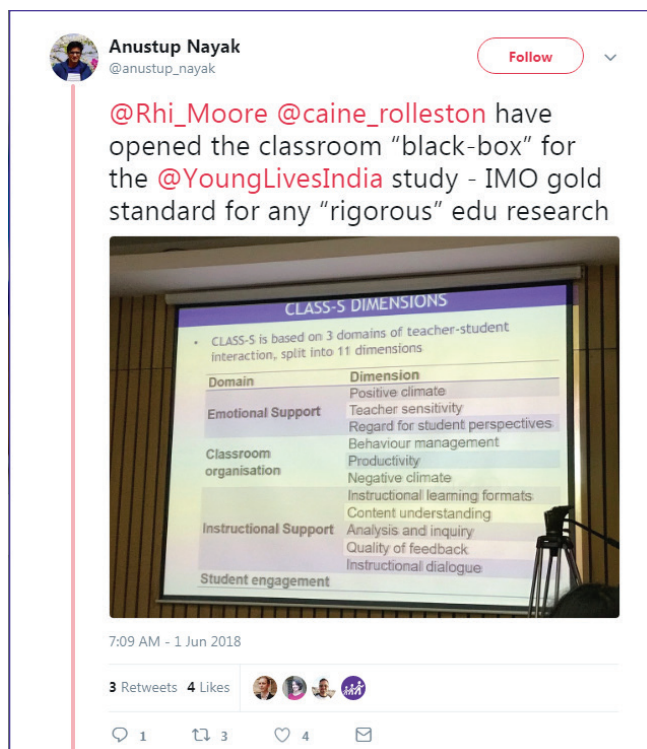 Anustup Nayak
@anustup_nayak
Follow
@Rhi_Moore @caine_rolleston have
opened the classroom “black-box” for
the @YoungLivesIndia study - IMO gold
standard for any “rigorous” edu research
CLASS-S DIMENSIONS
• CLASS-S is based on 3 domains of teacher-student
interaction, split into 11 dimensions
Domain Dimension
Emotional Support Positive climate
Teacher sensitivity
Regard for student perspectives
Classroom organisation Behaviour management
Productivity
Negative climate
Instructional Support Instructional learning formats
Content understanding
Analysis and inquiry
Quality of feedback
Instructional dialogue
Student engagement
7:09 AM - 1 Jun 2018
3 Retweets 4 Likes
1 3 4